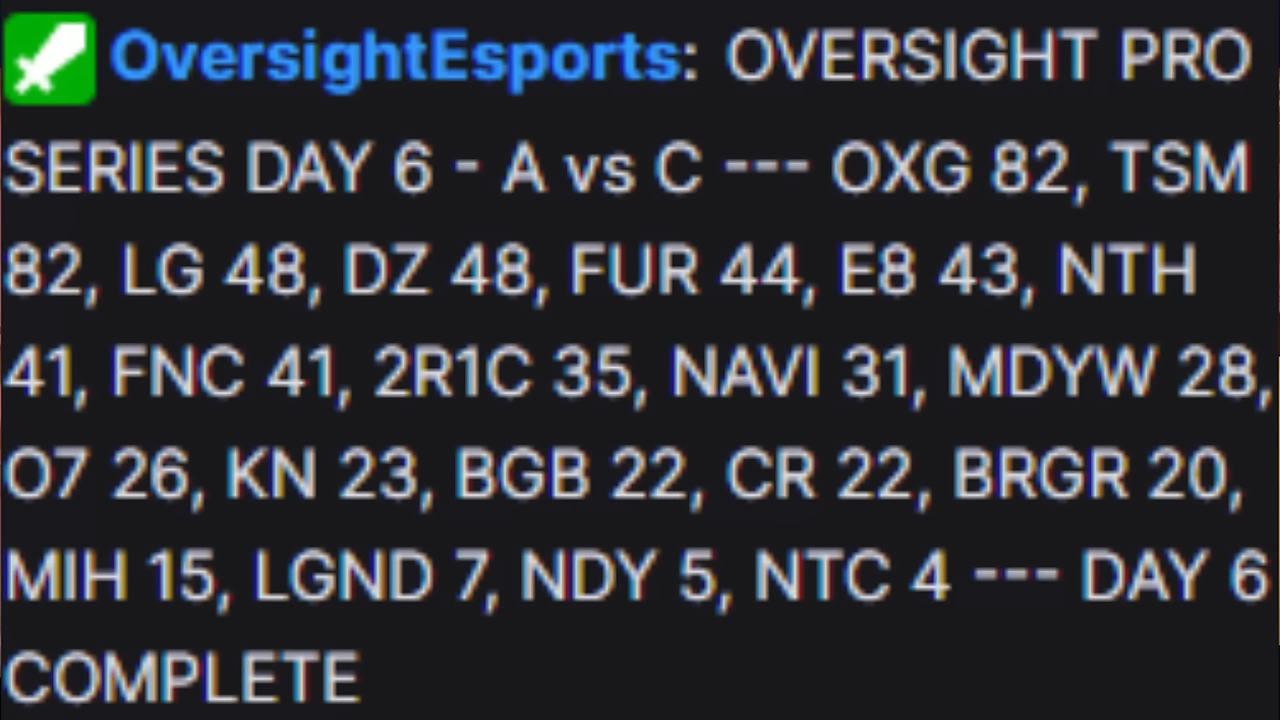 OversightEsports: OVERSIGHT PRO
SERIES DAY 6 - A vs C --- OXG 82, TSM
82, LG 48, DZ 48, FUR 44, E8 43, NTH
41, FNC 41, 2R1C 35, NAVI 31, MDYW 28,
O7 26, KN 23, BGB 22, CR 22, BRGR 20,
MIH 15, LGND 7, NDY 5, NTC 4 --- DAY 6
COMPLETE